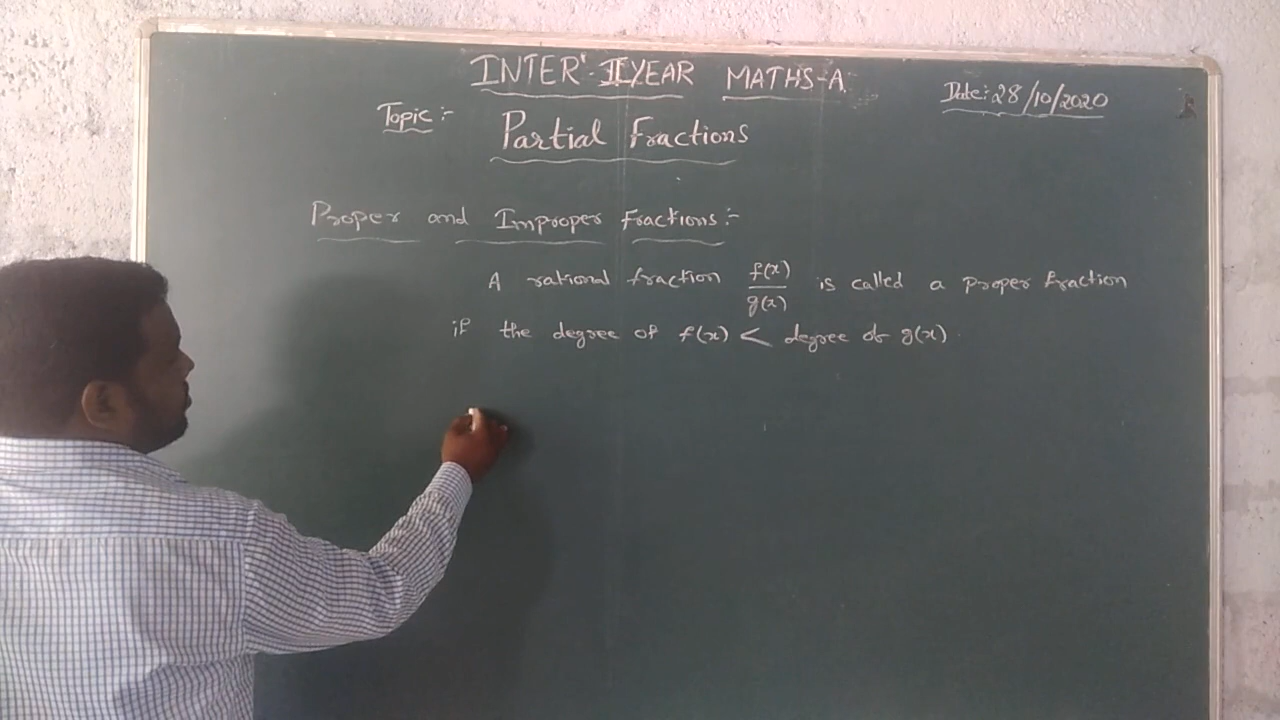 INTER'-II YEAR MATHS-A
Date:28/10/2020
Topic:-
Partial Fractions
Proper and Improper Fractions:-
A rational fraction f(x)/g(x) is called a proper fraction
if the degree of f(x) < degree of g(x).